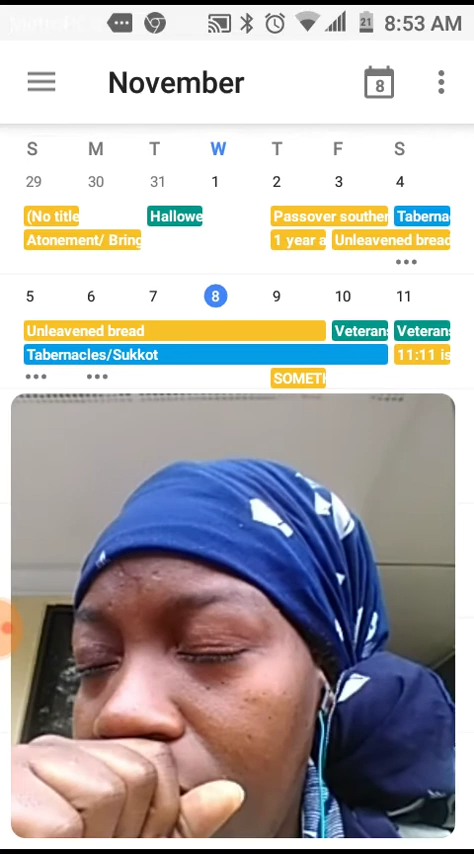 8:53 AM
21
November
8
S M T W T F S
29 30 31 1 2 3 4
(No title Hallowe Passover souther Taberna
Atonement/ Bring 1 year a Unleavened bread
5 6 7 8 9 10 11
Unleavened bread Veterans Veterans
Tabernacles/Sukkot 11:11 is
SOMETH